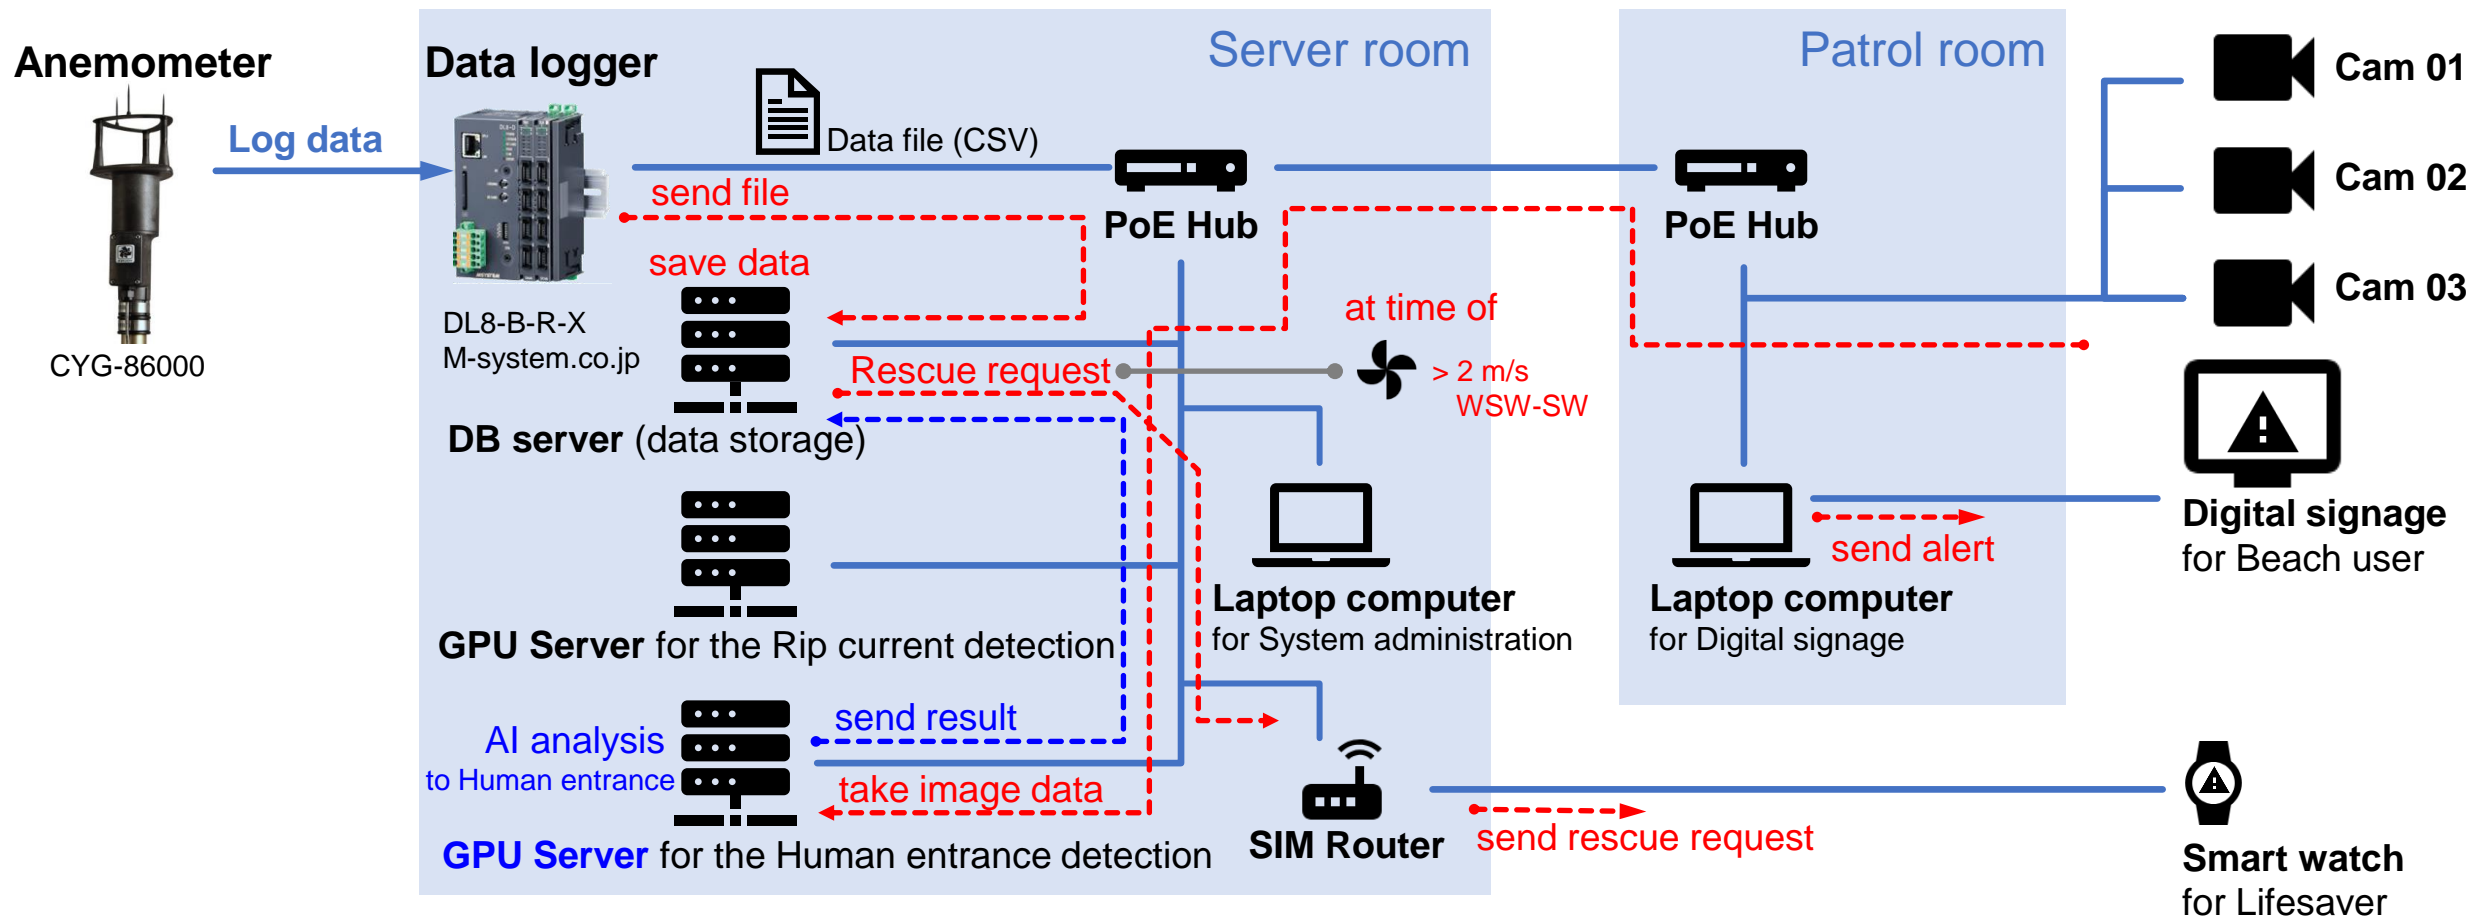 Server room
Patrol room
Anemometer
Data logger
Cam 01
Log data
Data file (CSV)
Cam 02
send file
PoE Hub
PoE Hub
save data
Cam 03
at time of
DL8-B-R-X
M-system.co.jp
CYG-86000
Rescue request
> 2 m/s
WSW-SW
DB server (data storage)
Digital signage
for Beach user
send alert
Laptop computer
for System administration
Laptop computer
for Digital signage
GPU Server for the Rip current detection
send result
AI analysis
to Human entrance
take image data
SIM Router
send rescue request
GPU Server for the Human entrance detection
Smart watch
for Lifesaver